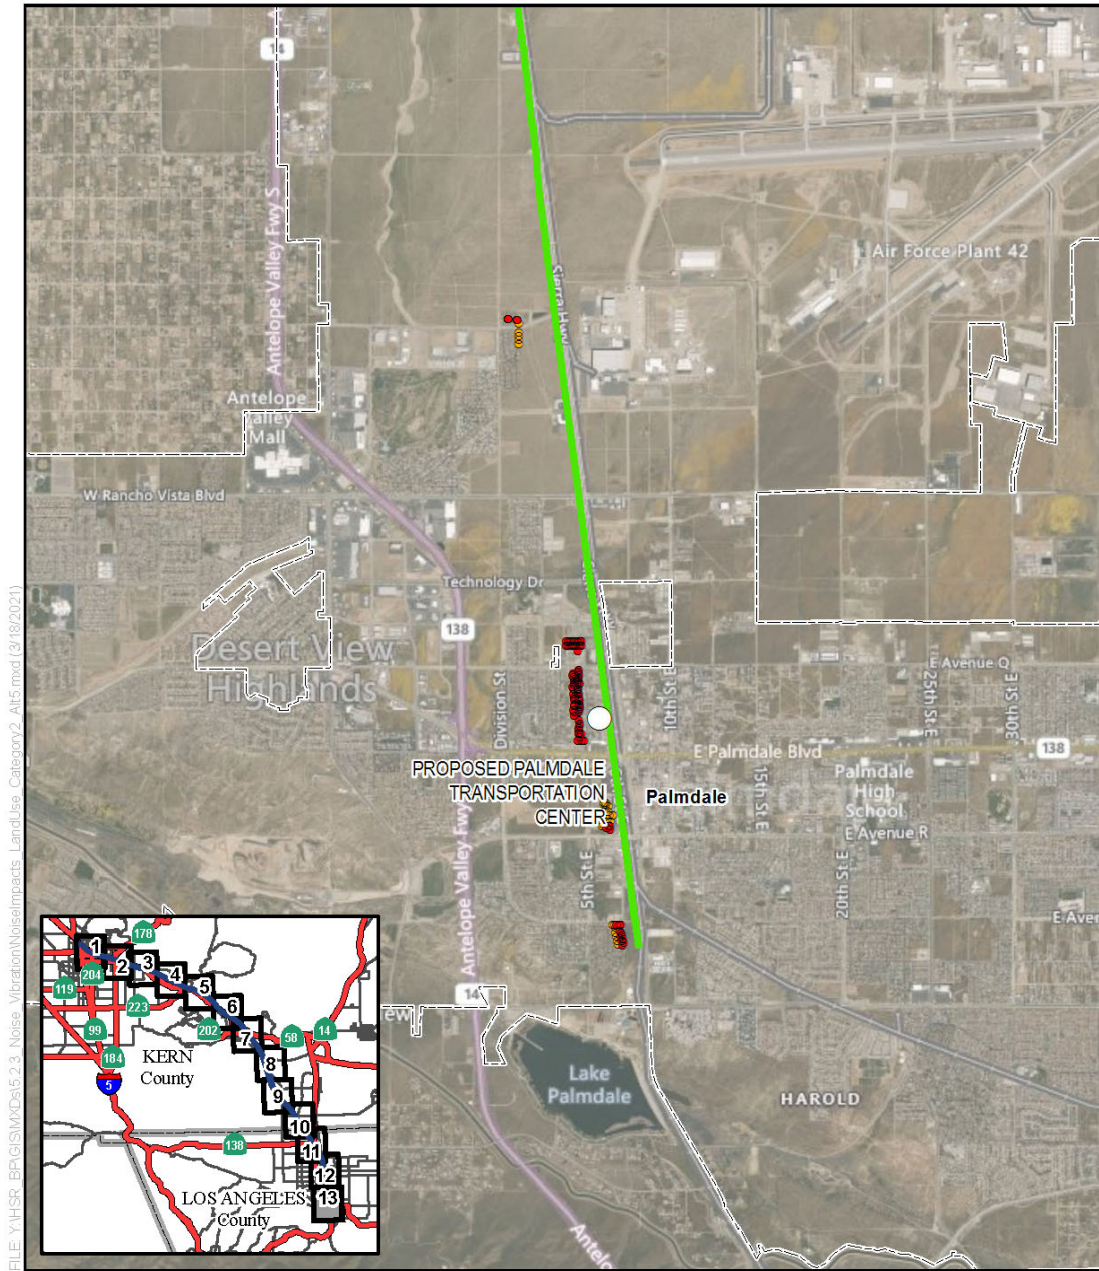 14
Antelope Valley Fwy S
Sierra Hwy
Air Force Plant 42
Antelope
Valley
Mall
W Rancho Vista Blvd
Technology Dr
138
Desert View
Highlands
Division St
10th St E
E Avenue Q
25th St E
30th St E
E Palmdale Blvd
138
PROPOSED PALMDALE
TRANSPORTATION
CENTER
Palmdale
15th St E
Palmdale
High
School
E Avenue R
20th St E
5th St E
Antelope Valley Fwy
E Aven
14
ew
Lake
Palmdale
HAROLD
Antelo
178
1
2
3
4
5
6
7
8
9
10
11
12
13
204
119
223
202
58
14
99
184
5
KERN
County
138
LOS ANGELES
County
FILE: Y:\HSR_BP\GIS\MXDs\5.2.3_Noise_Vibration\NoiseImpacts_LandUse_Category2_Alt5.mxd (3/18/2021)